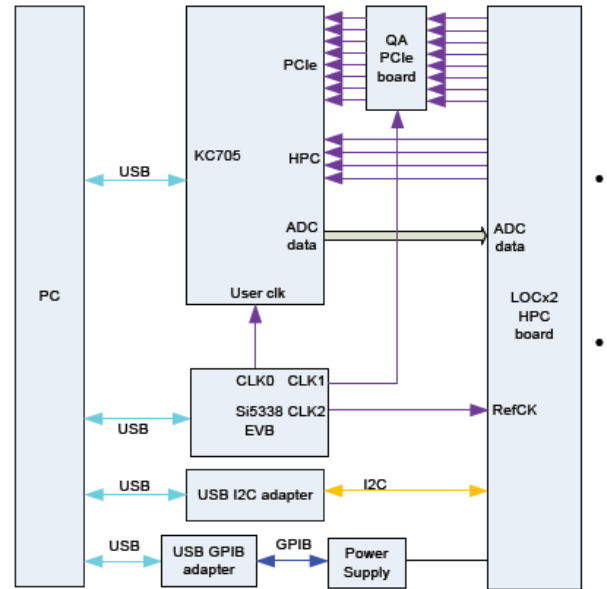 QA
PCIe
board
PCIe
KC705
HPC
USB
ADC
data
ADC
data
PC
User clk
LOCx2
HPC
board
CLK0 CLK1
Si5338 CLK2
EVB
RefCK
USB
USB
USB I2C adapter
I2C
USB
USB GPIB
adapter
GPIB
Power
Supply